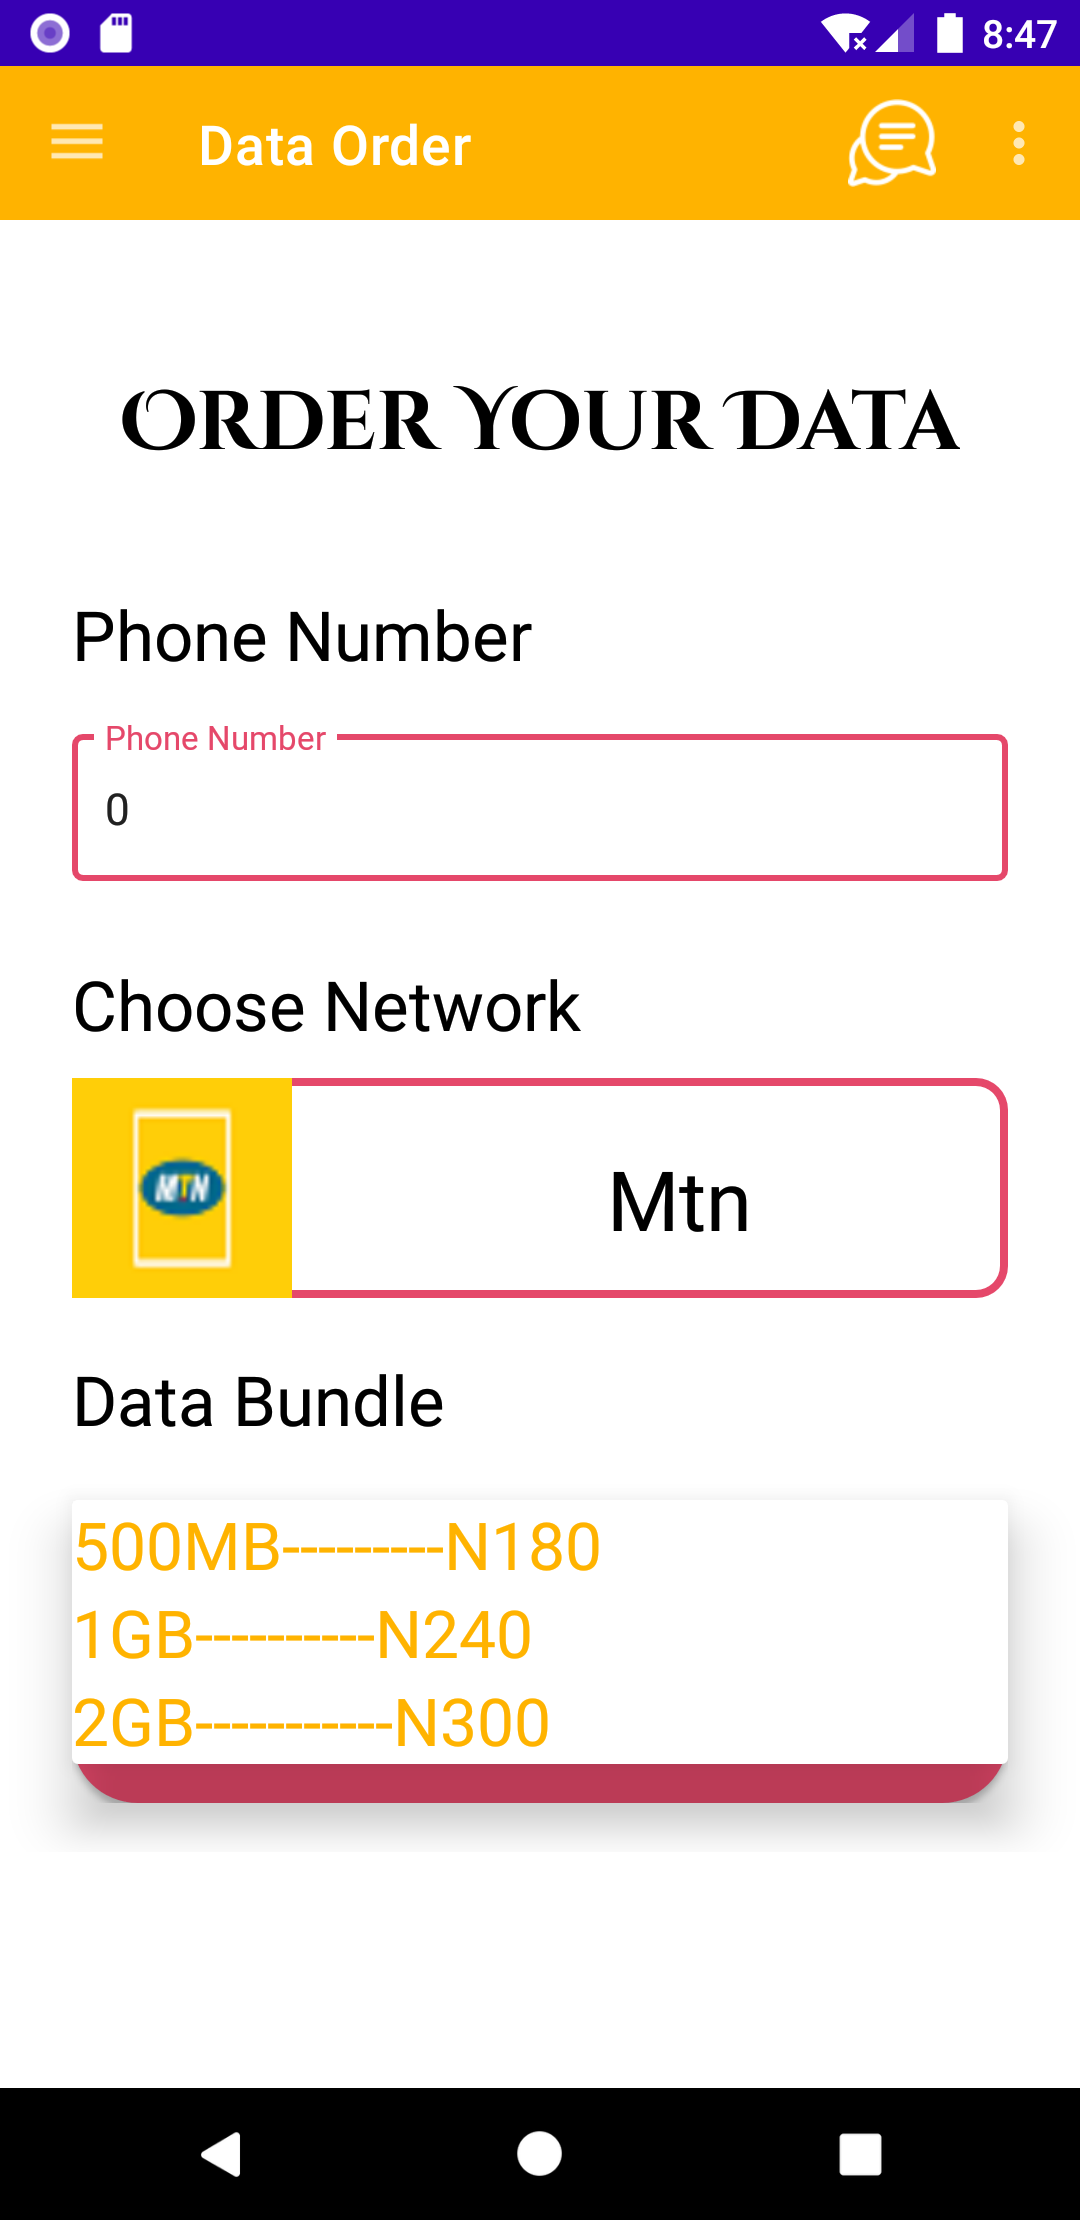 8:47
Data Order
Order Your Data
Phone Number
Phone Number
0
Choose Network
MTN
Mtn
Data Bundle
500MB---------N180
1GB----------N240
2GB-----------N300